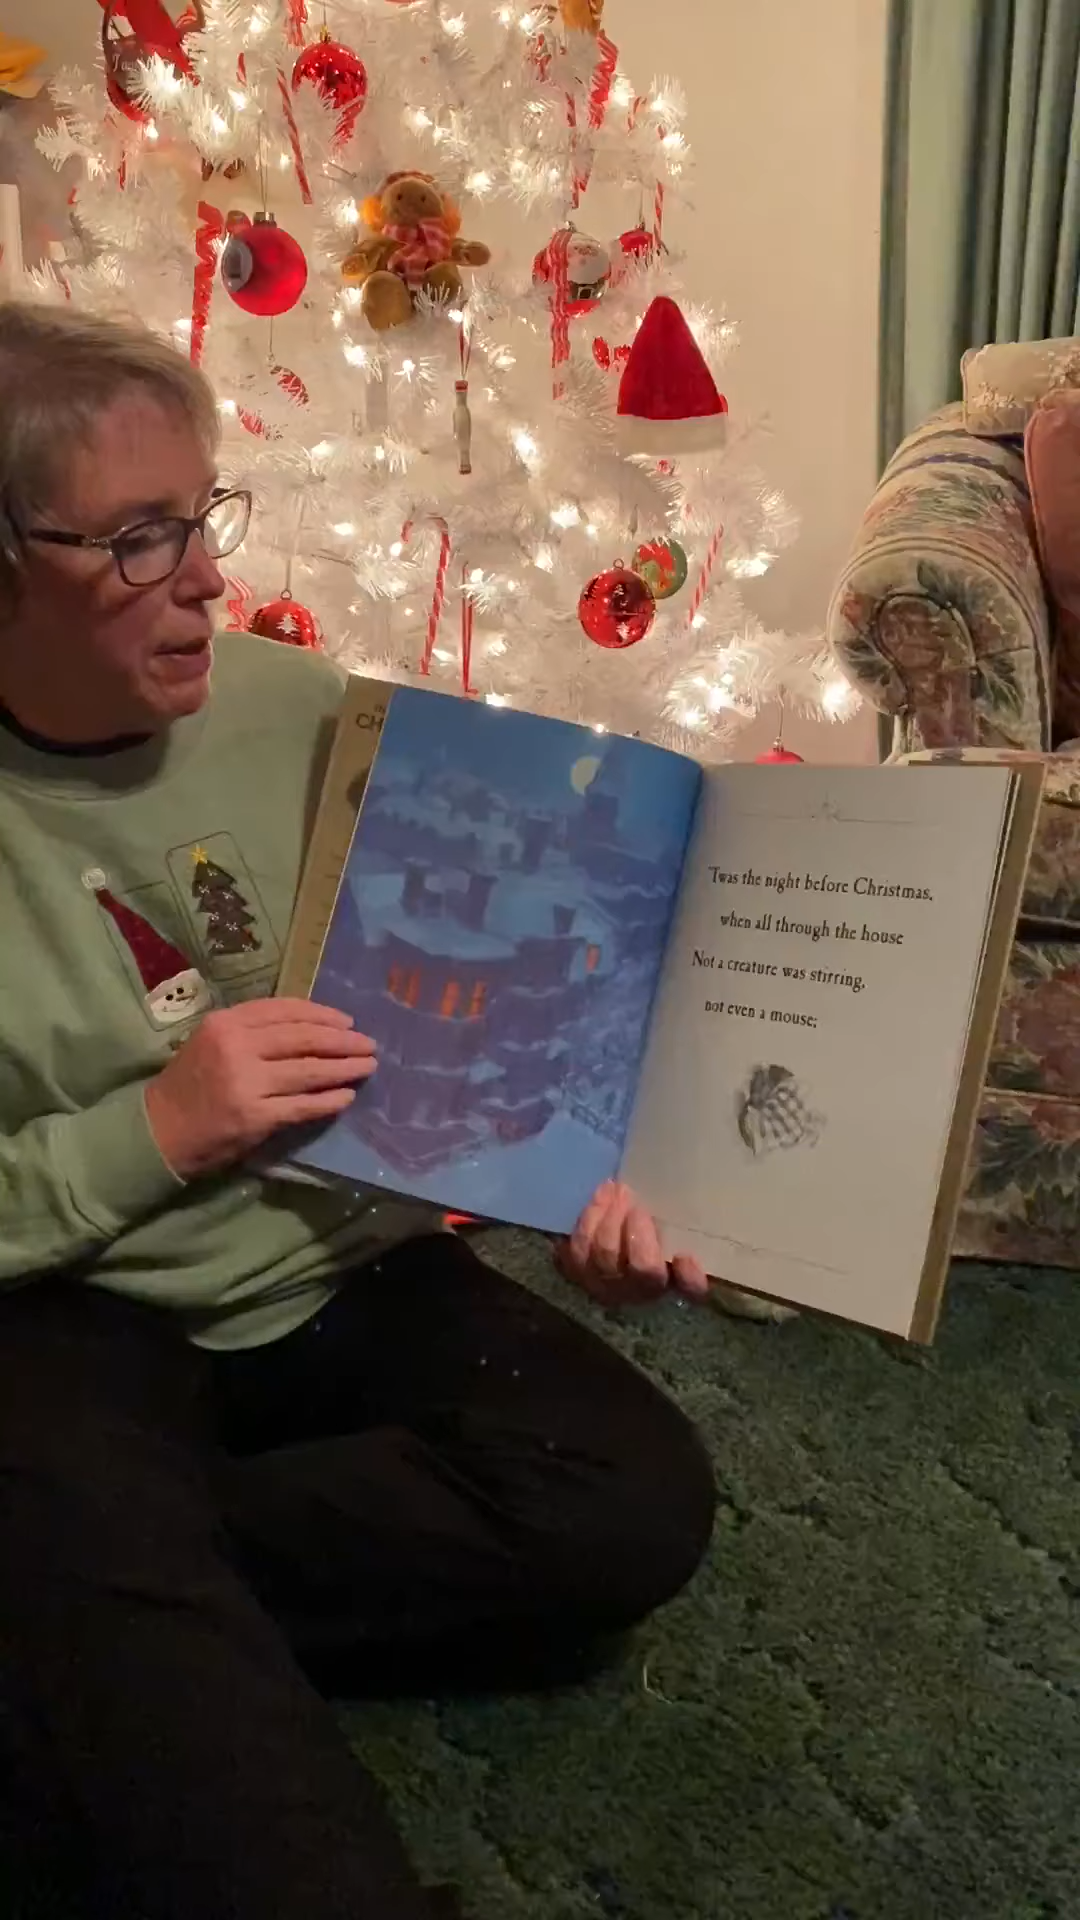 'Twas the night before Christmas,
when all through the house
Not a creature was stirring,
not even a mouse;